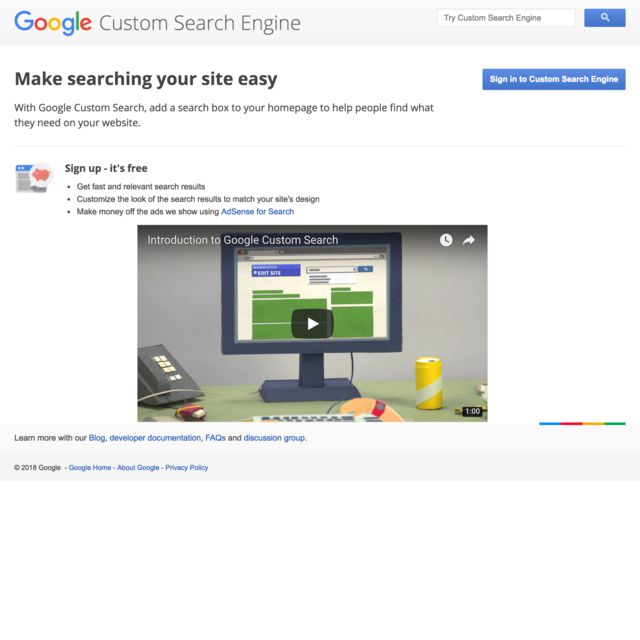 Google Custom Search Engine
Try Custom Search Engine
Make searching your site easy
Sign in to Custom Search Engine
With Google Custom Search, add a search box to your homepage to help people find what
they need on your website.
Sign up - it's free
Get fast and relevant search results
Customize the look of the search results to match your site's design
Make money off the ads we show using AdSense for Search
Introduction to Google Custom Search
WEBMASTER
EDIT SITE
1:00
Learn more with our Blog, developer documentation, FAQs and discussion group.
© 2018 Google - Google Home - About Google - Privacy Policy